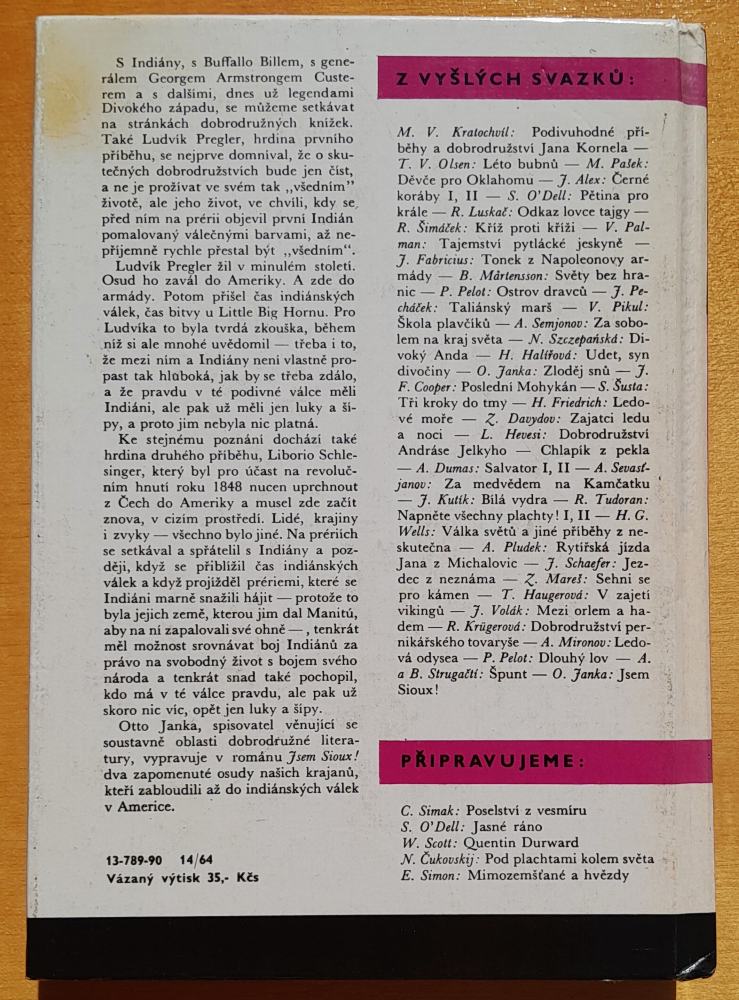 S Indiány, s Buffallo Billem, s gene-
rálem Georgem Armstrongem Custe-
rem a s dalšími, dnes už legendami
Divokého západu, se můžeme setkávat
na stránkách dobrodružných knížek.
Také Ludvík Pregler, hrdina prvního
příběhu, se nejprve domnival, že o sku-
tečných dobrodružstvích bude jen číst,
a ne je prožívat ve svém tak „všedním”
životě, ale jeho život, ve chvíli, kdy se
před ním na prérii objevil první Indián
pomalovaný válečnými barvami, až ne-
příjemně rychle přestal být „všedním“.
Ludvík Pregler žil v minulém století.
Osud ho zavál do Ameriky. A zde do
armády. Potom přišel čas indiánských
válek, čas bitvy u Little Big Hornu. Pro
Ludvíka to byla tvrdá zkouška, během
níž si ale mnohé uvědomil — třeba i to,
že mezi ním a Indiány není vlastně pro-
past tak hluboká, jak by se třeba zdálo,
a že pravdu v té podivné válce měli
Indiáni, ale pak už měli jen luky a ší-
py, a proto jim nebyla nic platná.
Ke stejnému poznání dochází také
hrdina druhého příběhu, Liborio Schle-
singer, který byl pro účast na revoluč-
ním hnutí roku 1848 nucen uprchnout
z Čech do Ameriky a musel zde začít
znova, v cizím prostředí. Lidé, krajiny
i zvyky — všechno bylo jiné. Na prériích
se setkával a spřátelil s Indiány a poz-
ději, když se přiblížil čas indiánských
válek a když projížděl prériemi, které se
Indiáni marně snažili hájit — protože to
byla jejich země, kterou jim dal Manitú,
aby na ní zapalovali své ohně —, tenkrát
měl možnost srovnávat boj Indiánů za
právo na svobodný život s bojem svého
národa a tenkrát snad také pochopil,
kdo má v té válce pravdu, ale pak už
skoro nic víc, opět jen luky a šípy.
Otto Janka, spisovatel věnující se
soustavně oblasti dobrodružné litera-
tury, vypravuje v románu Jsem Sioux!
dva zapomenuté osudy našich krajanů,
kteří zabloudili až do indiánských válek
v Americe.
13-789-90 14/64
Vázaný výtisk 35,- Kčs
Z VYŠLÝCH SVAZKŮ:
M. V. Kratochvíl: Podivuhodné pří-
běhy a dobrodružství Jana Kornela —
T. V. Olsen: Léto bubnů — M. Pašek:
Děvče pro Oklahomu — J. Alex: Černé
koráby I, II — S. O'Dell: Pětina pro
krále — R. Luskač: Odkaz lovce tajgy —
R. Šimáček: Kříž proti kříži — V. Pal-
man: Tajemství pytlácké jeskyně —
J. Fabricius: Tonek z Napoleonovy ar-
mády — B. Mårtensson: Světy bez hra-
nic — P. Pelot: Ostrov dravců — J. Pe-
cháček: Taliánský marš — V. Pikul:
Škola plavčíků — A. Semjonov: Za sobo-
lem na kraj světa — N. Szczepańská: Di-
voký Anda — H. Halířová: Udet, syn
divočiny — O. Janka: Zloděj snů — J.
F. Cooper: Poslední Mohykán — S. Šusta:
Tři kroky do tmy — H. Friedrich: Ledo-
vé moře — Z. Davydov: Zajatci ledu
a noci — L. Hevesi: Dobrodružství
Andráse Jelkyho — Chlapík z pekla
— A. Dumas: Salvator I, II — A. Sevasť-
janov: Za medvědem na Kamčatku
— J. Kutík: Bílá vydra — R. Tudoran:
Napněte všechny plachty! I, II — H. G.
Wells: Válka světů a jiné příběhy z ne-
skutečna — A. Pludek: Rytířská jízda
Jana z Michalovic — J. Schaefer: Jez-
dec z neznáma — Z. Mareš: Sehni se
pro kámen — T. Haugerová: V zajetí
vikingů — J. Volák: Mezi orlem a ha-
dem — R. Krügerová: Dobrodružství per-
nikářského tovaryše — A. Mironov: Ledo-
vá odysea — P. Pelot: Dlouhý lov — A.
a B. Strugačtí: Špunt — O. Janka: Jsem
Sioux!
PŘIPRAVUJEME:
C. Simak: Poselství z vesmíru
S. O'Dell: Jasné ráno
W. Scott: Quentin Durward
N. Čukovskij: Pod plachtami kolem světa
E. Simon: Mimozemšťané a hvězdy